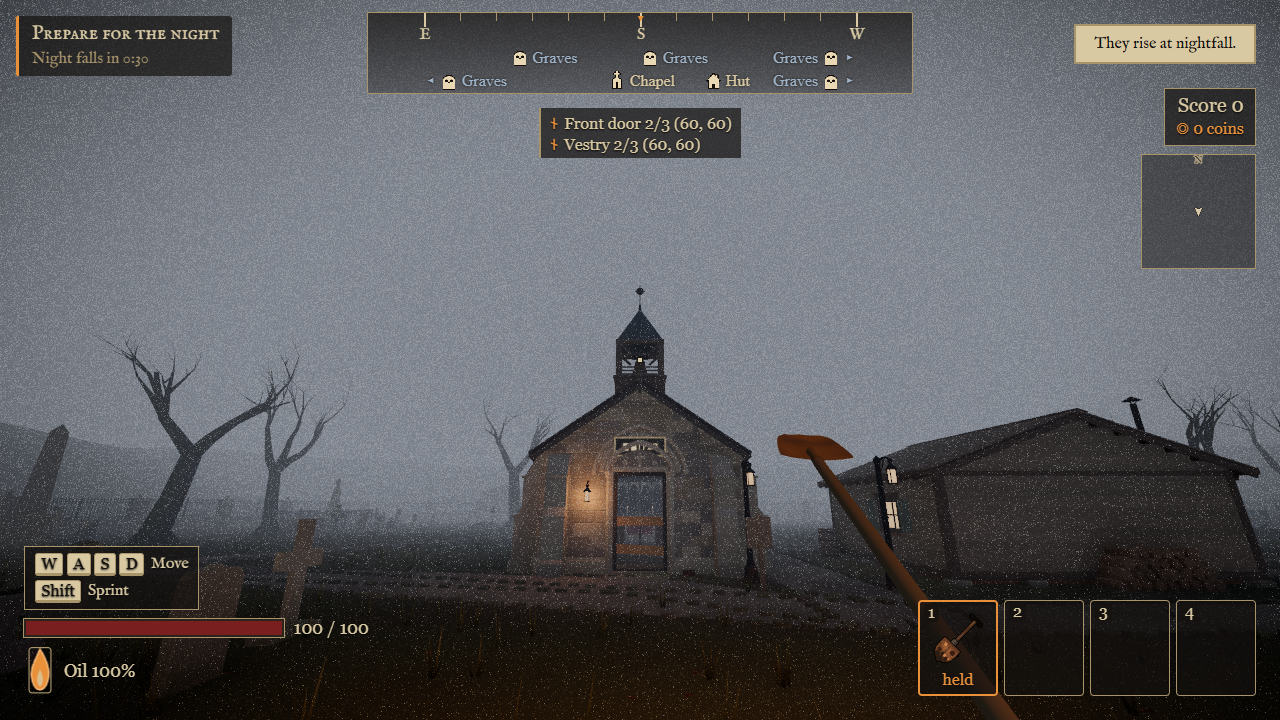 Prepare for the night
Night falls in 0:30
E S W
Graves Graves Graves
Graves Chapel Hut Graves
Front door 2/3 (60, 60)
Vestry 2/3 (60, 60)
They rise at nightfall.
Score 0
0 coins
N
W A S D Move
Shift Sprint
100 / 100
Oil 100%
1 2 3 4
held